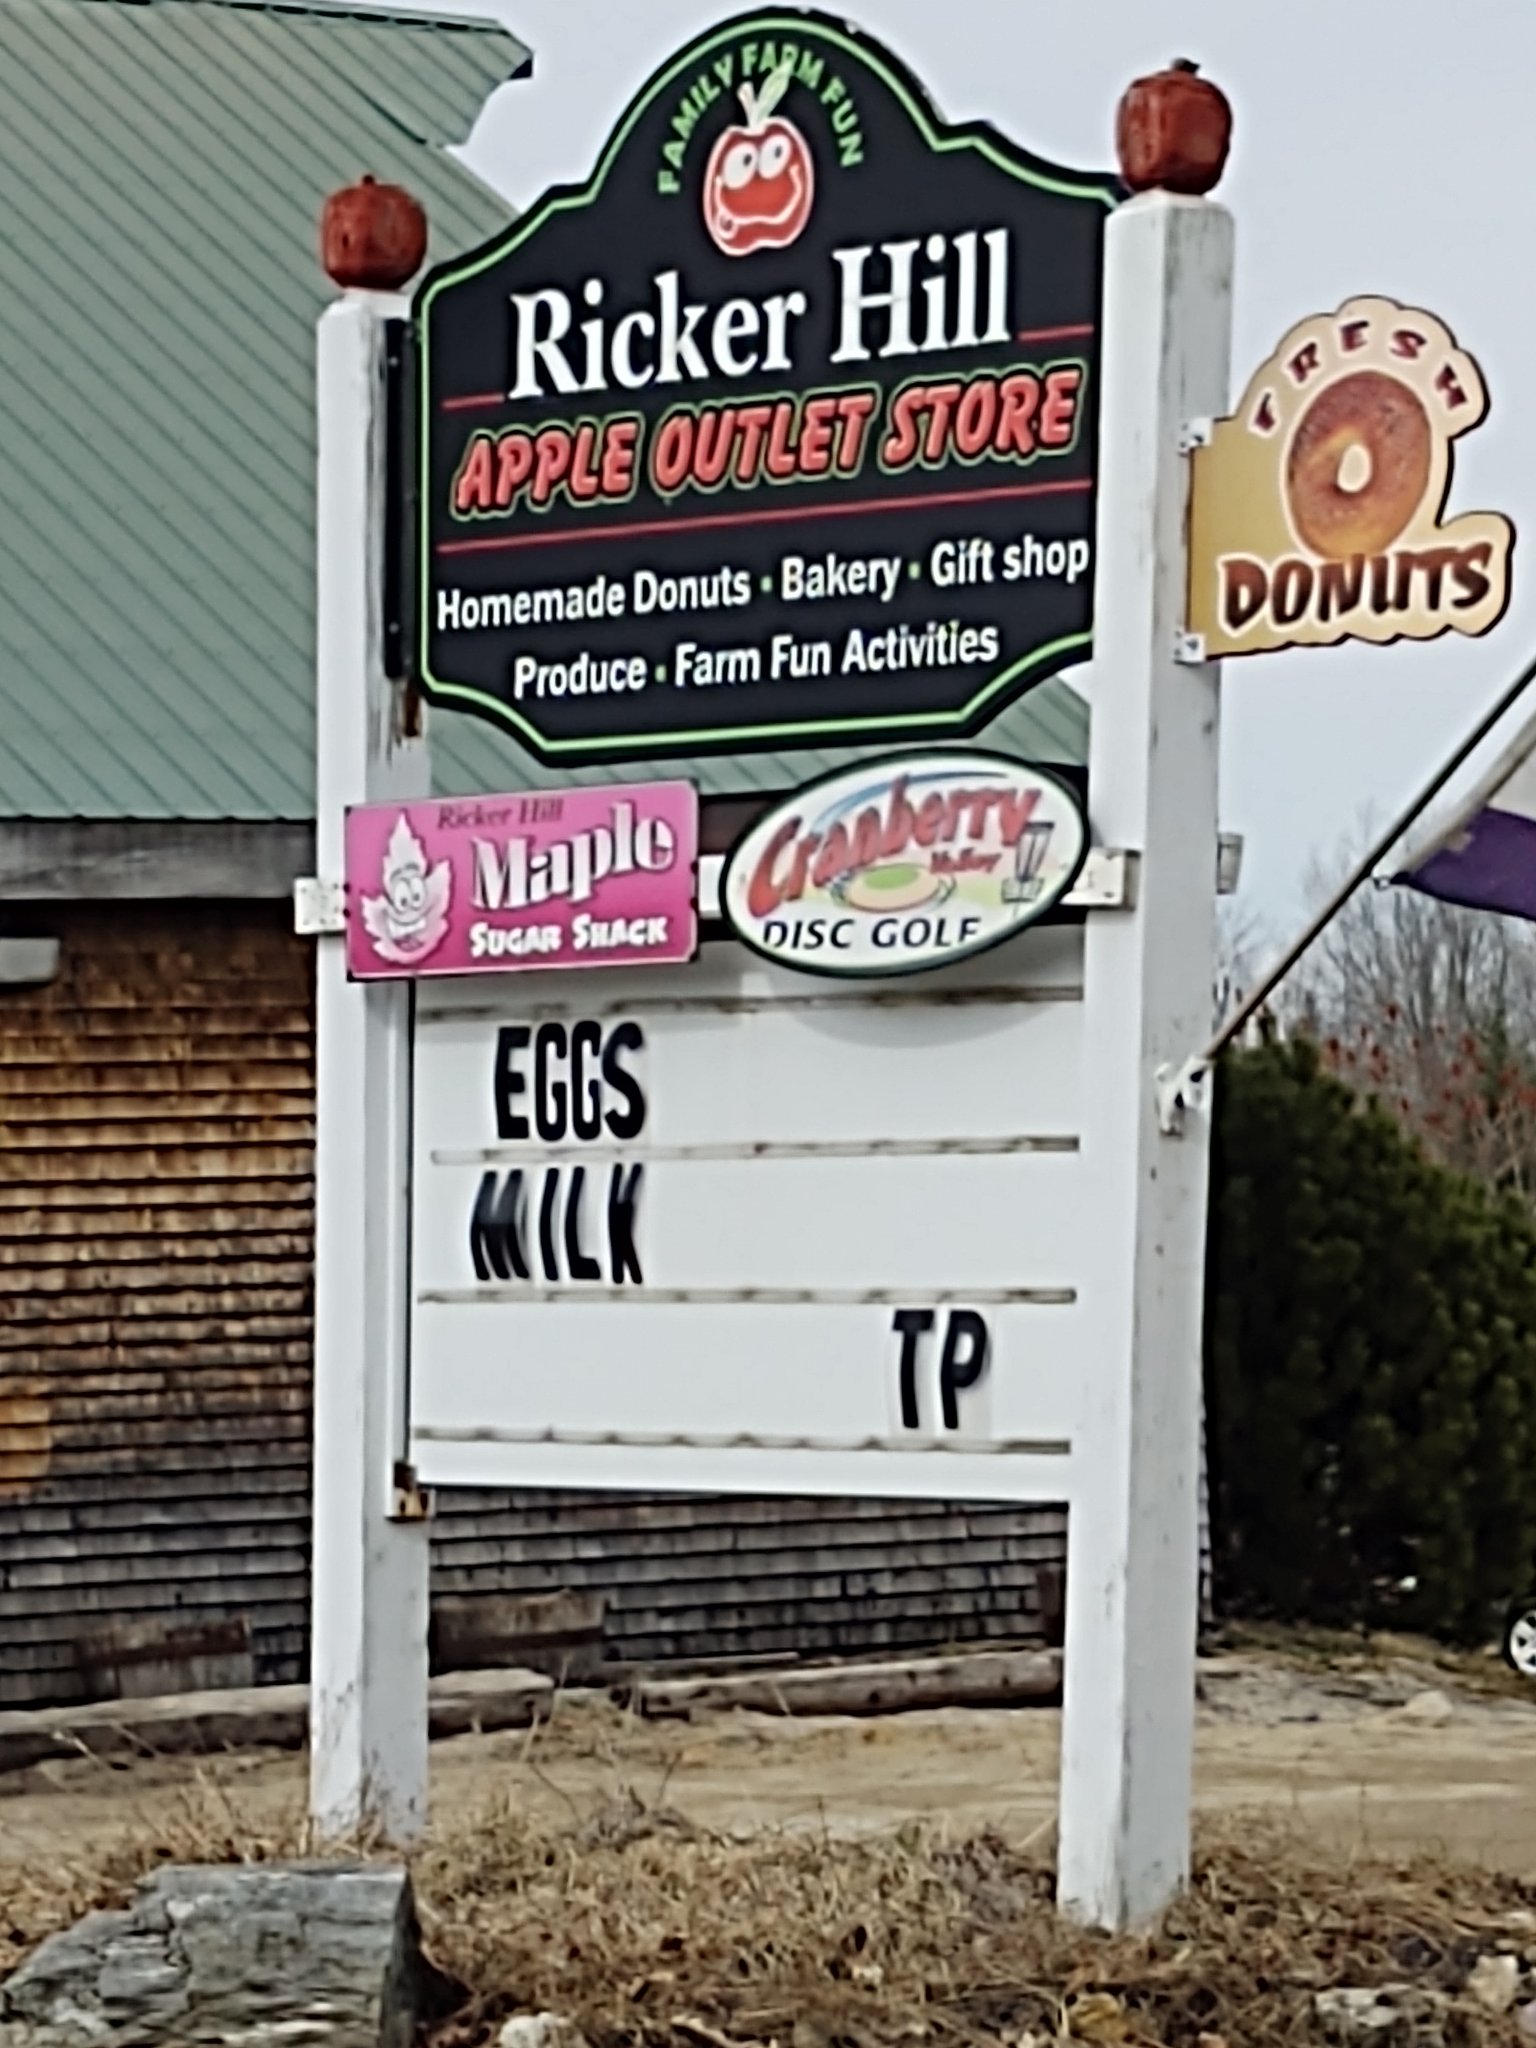 FAMILY FARM FUN
Ricker Hill
APPLE OUTLET STORE
Homemade Donuts · Bakery · Gift shop
Produce · Farm Fun Activities
FRESH
DONUTS
Ricker Hill
Maple
SUGAR SHACK
Cranberry
Valley
DISC GOLF
EGGS
MILK
TP